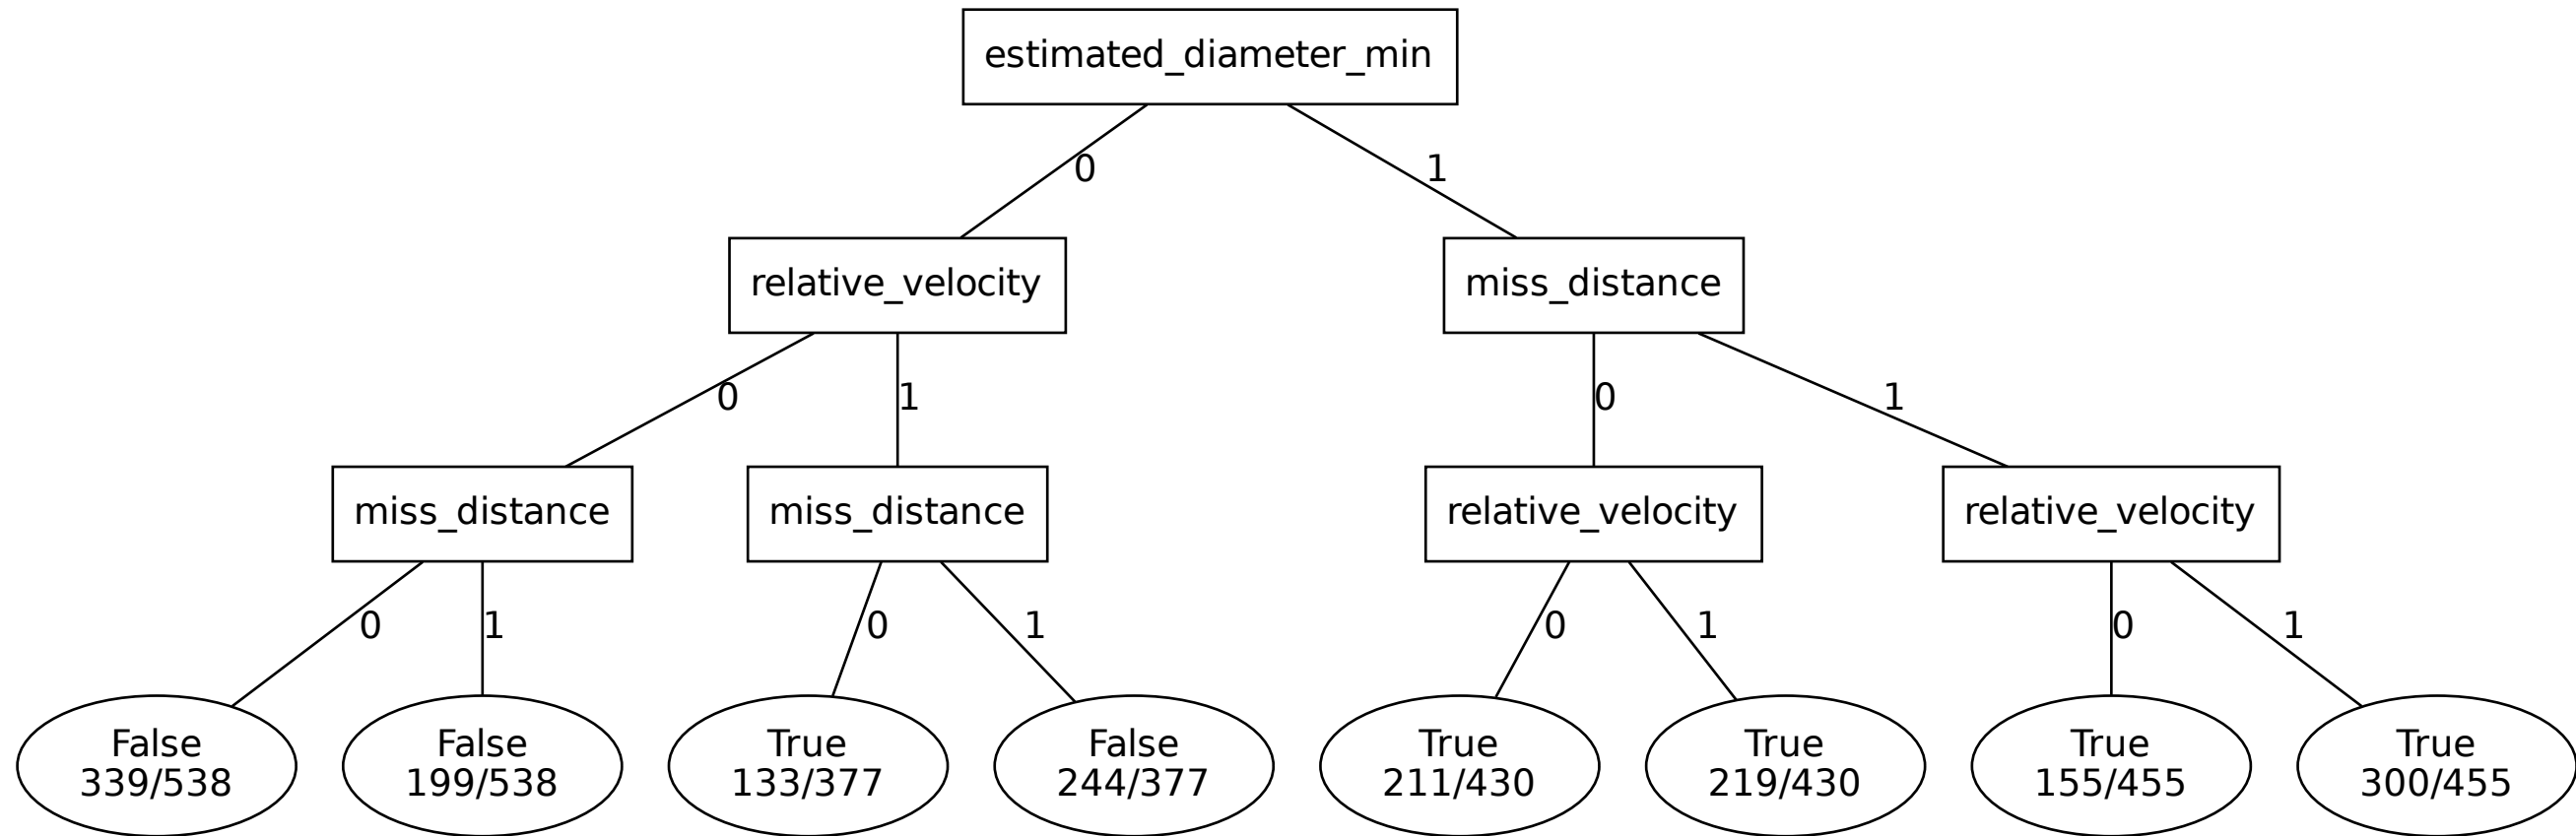 estimated_diameter_min
0
1
relative_velocity
miss_distance
0
1
0
1
miss_distance
miss_distance
relative_velocity
relative_velocity
0
1
0
1
0
1
0
1
False
339/538
False
199/538
True
133/377
False
244/377
True
211/430
True
219/430
True
155/455
True
300/455